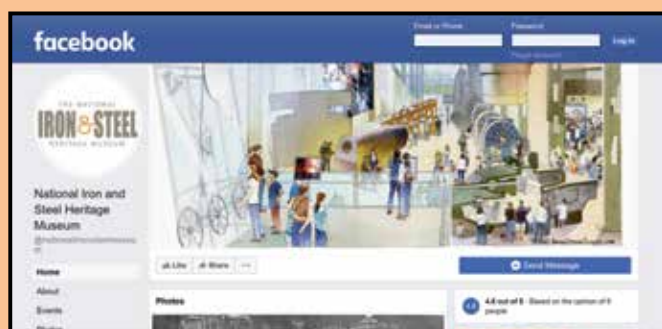 facebook
Email or Phone
Password
Log In
THE NATIONAL
IRON&STEEL
HERITAGE MUSEUM
National Iron and
Steel Heritage
Museum
Like
Share
Send Message
Home
About
Events
Photos
Photos
4.8 out of 5 · Based on the opinion of
people